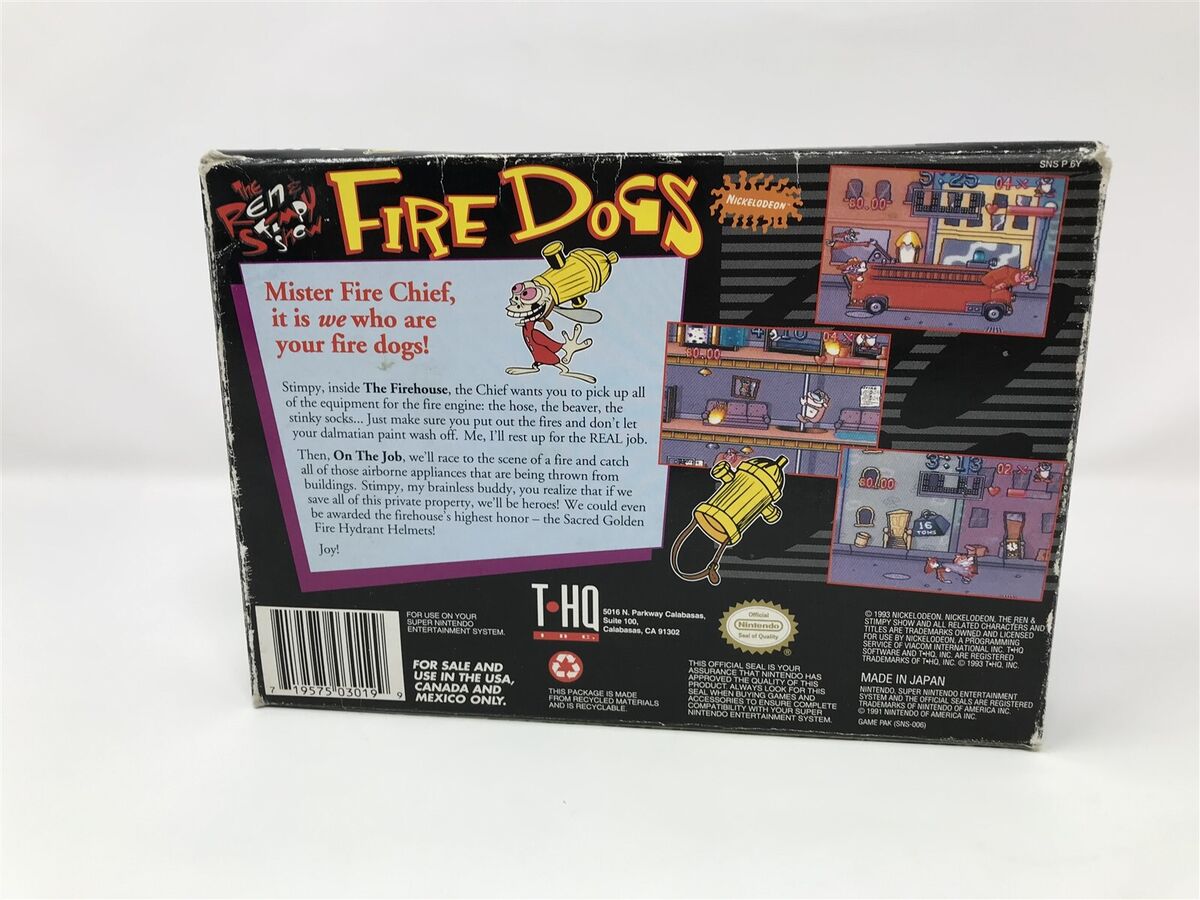 SNS P 6Y
The
Ren &
Stimpy
Show
FIRE DOGS
NICKELODEON
Mister Fire Chief,
it is we who are
your fire dogs!
Stimpy, inside The Firehouse, the Chief wants you to pick up all
of the equipment for the fire engine: the hose, the beaver, the
stinky socks... Just make sure you put out the fires and don't let
your dalmatian paint wash off. Me, I'll rest up for the REAL job.
Then, On The Job, we'll race to the scene of a fire and catch
all of those airborne appliances that are being thrown from
buildings. Stimpy, my brainless buddy, you realize that if we
save all of this private property, we'll be heroes! We could even
be awarded the firehouse's highest honor – the Sacred Golden
Fire Hydrant Helmets!
Joy!
3:23
04 x
80.00
4:10
04 x
80.00
3:13
02 x
80.00
16
TONS
7 19575 03019 9
FOR USE ON YOUR
SUPER NINTENDO
ENTERTAINMENT SYSTEM.
FOR SALE AND
USE IN THE USA,
CANADA AND
MEXICO ONLY.
T•HQ
INC.
5016 N. Parkway Calabasas,
Suite 100,
Calabasas, CA 91302
THIS PACKAGE IS MADE
FROM RECYCLED MATERIALS
AND IS RECYCLABLE.
Official
Nintendo
Seal of Quality
®
THIS OFFICIAL SEAL IS YOUR
ASSURANCE THAT NINTENDO HAS
APPROVED THE QUALITY OF THIS
PRODUCT. ALWAYS LOOK FOR THIS
SEAL WHEN BUYING GAMES AND
ACCESSORIES TO ENSURE COMPLETE
COMPATIBILITY WITH YOUR SUPER
NINTENDO ENTERTAINMENT SYSTEM.
© 1993 NICKELODEON. NICKELODEON, THE REN &
STIMPY SHOW AND ALL RELATED CHARACTERS AND
TITLES ARE TRADEMARKS OWNED AND LICENSED
FOR USE BY NICKELODEON, A PROGRAMMING
SERVICE OF VIACOM INTERNATIONAL INC. T•HQ
SOFTWARE AND T•HQ, INC. ARE REGISTERED
TRADEMARKS OF T•HQ, INC. © 1993 T•HQ, INC.
MADE IN JAPAN
NINTENDO, SUPER NINTENDO ENTERTAINMENT
SYSTEM AND THE OFFICIAL SEALS ARE REGISTERED
TRADEMARKS OF NINTENDO OF AMERICA INC.
© 1991 NINTENDO OF AMERICA INC.
GAME PAK (SNS-006)